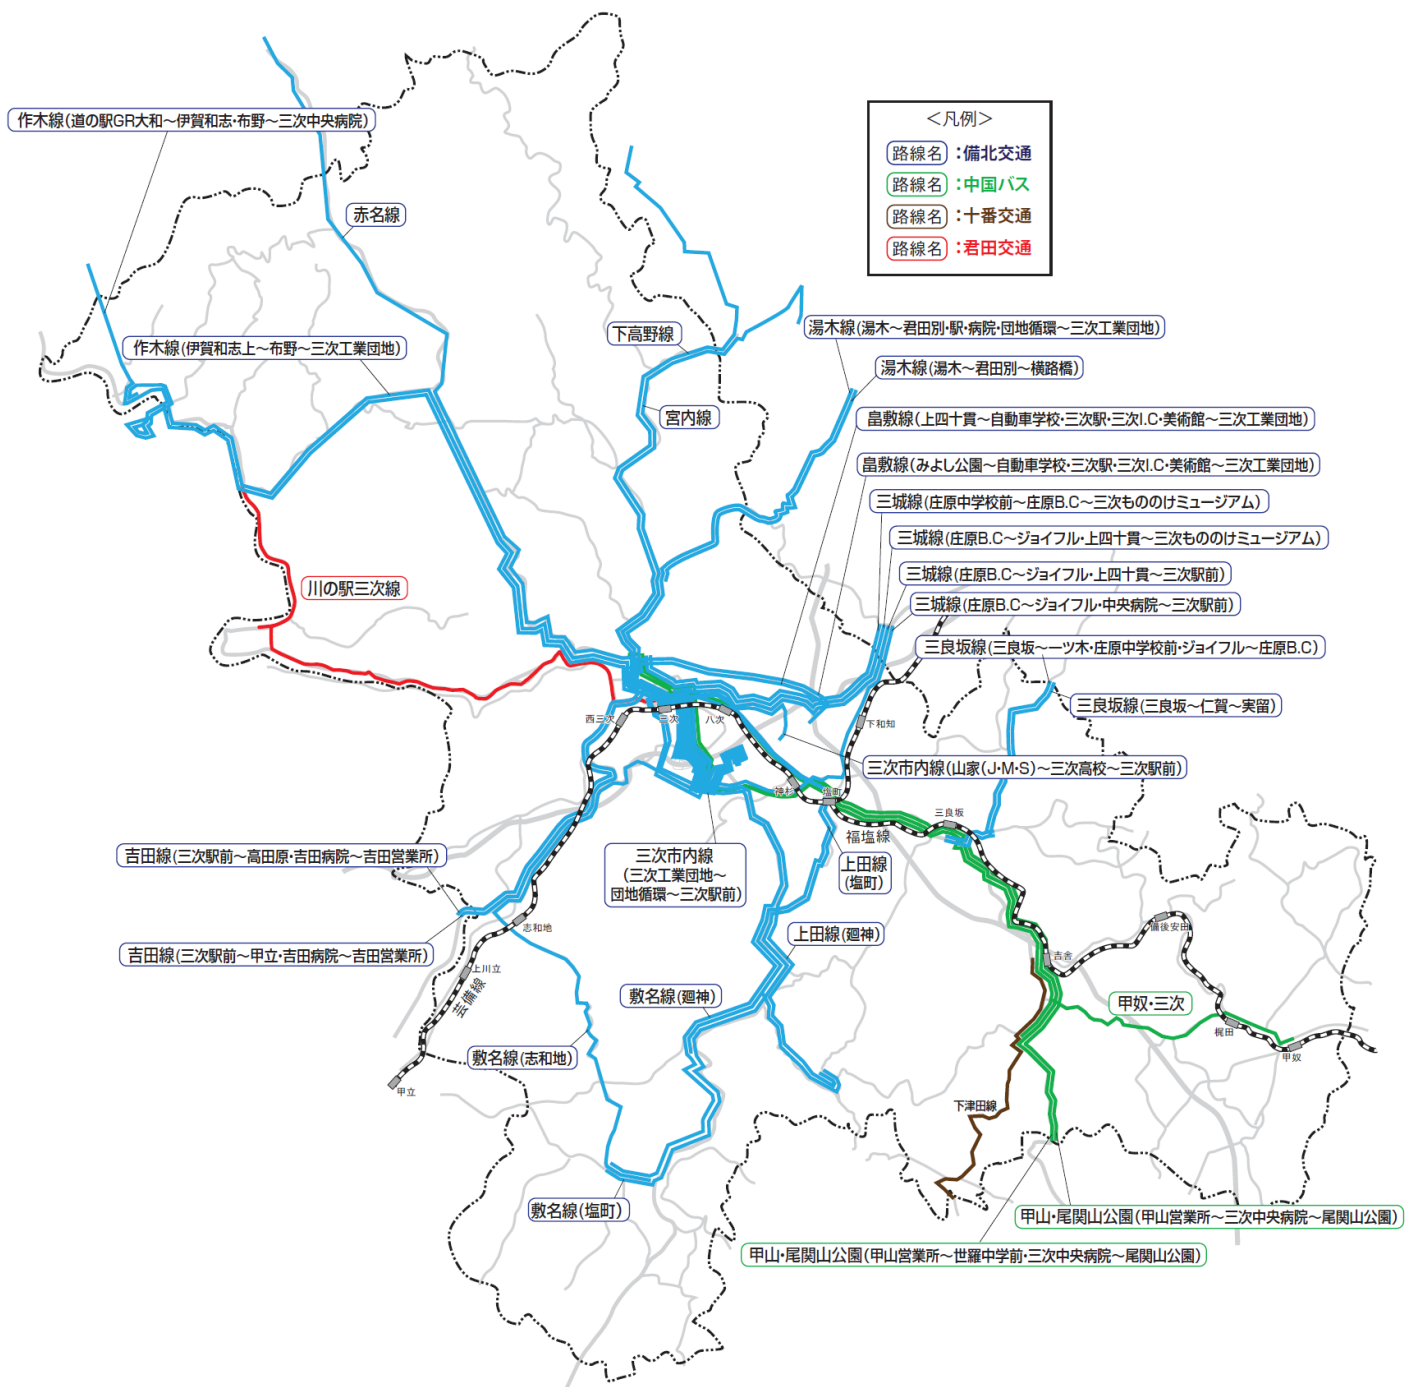 ＜凡例＞
路線名：備北交通
路線名：中国バス
路線名：十番交通
路線名：君田交通
作木線(道の駅GR大和～伊賀和志・布野～三次中央病院)
赤名線
作木線(伊賀和志上～布野～三次工業団地)
下高野線
宮内線
湯木線(湯木～君田別・駅・病院・団地循環～三次工業団地)
湯木線(湯木～君田別～横路橋)
畠敷線(上四十貫～自動車学校・三次駅・三次I.C・美術館～三次工業団地)
畠敷線(みよし公園～自動車学校・三次駅・三次I.C・美術館～三次工業団地)
三城線(庄原中学校前～庄原B.C～三次もののけミュージアム)
三城線(庄原B.C～ジョイフル・上四十貫～三次もののけミュージアム)
三城線(庄原B.C～ジョイフル・上四十貫～三次駅前)
三城線(庄原B.C～ジョイフル・中央病院～三次駅前)
三良坂線(三良坂～一ツ木・庄原中学校前・ジョイフル～庄原B.C)
川の駅三次線
三良坂線(三良坂～仁賀～実留)
西三次
三次
八次
下和知
三次市内線(山家(J・M・S)～三次高校～三次駅前)
神杉
塩町
三良坂
福塩線
吉田線(三次駅前～高田原・吉田病院～吉田営業所)
三次市内線
(三次工業団地～
団地循環～三次駅前)
上田線
(塩町)
志和地
上田線(廻神)
備後安田
吉田線(三次駅前～甲立・吉田病院～吉田営業所)
吉舎
上川立
芸備線
敷名線(廻神)
甲奴・三次
梶田
甲奴
敷名線(志和地)
甲立
下津田線
敷名線(塩町)
甲山・尾関山公園(甲山営業所～三次中央病院～尾関山公園)
甲山・尾関山公園(甲山営業所～世羅中学前・三次中央病院～尾関山公園)